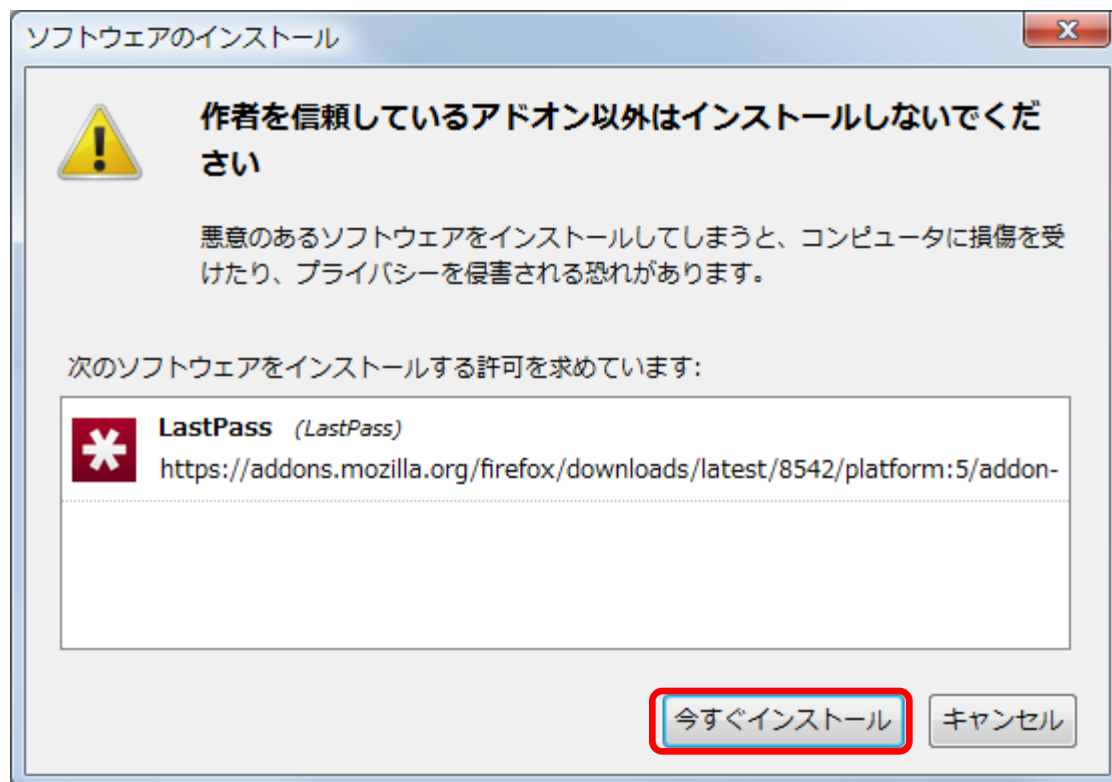 ソフトウェアのインストール
作者を信頼しているアドオン以外はインストールしないでくだ
さい
悪意のあるソフトウェアをインストールしてしまうと、コンピュータに損傷を受
けたり、プライバシーを侵害される恐れがあります。
次のソフトウェアをインストールする許可を求めています:
LastPass (LastPass)
https://addons.mozilla.org/firefox/downloads/latest/8542/platform:5/addon-
今すぐインストール キャンセル